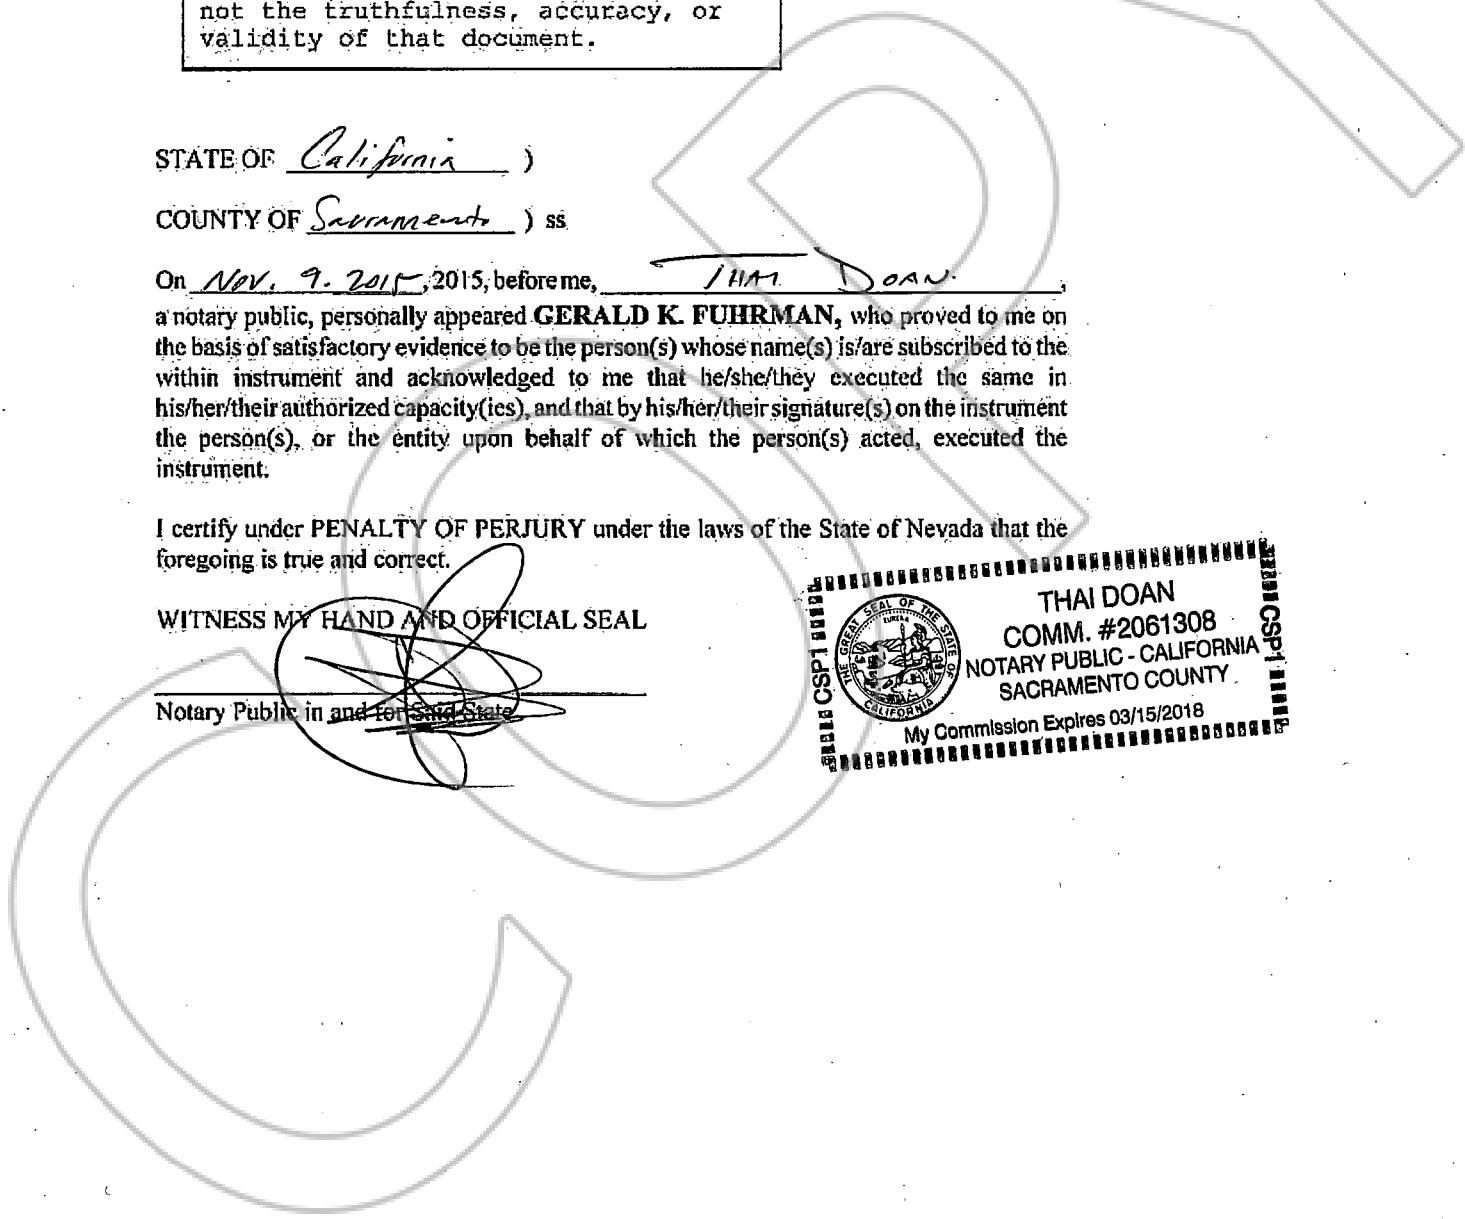 not the truthfulness, accuracy, or
validity of that document.
STATE OF California )
COUNTY OF Sacramento ) ss
On Nov. 9. 2015, 2015, before me, THAI DOAN,
a notary public, personally appeared GERALD K. FUHRMAN, who proved to me on
the basis of satisfactory evidence to be the person(s) whose name(s) is/are subscribed to the
within instrument and acknowledged to me that he/she/they executed the same in
his/her/their authorized capacity(ies), and that by his/her/their signature(s) on the instrument
the person(s), or the entity upon behalf of which the person(s) acted, executed the
instrument.
I certify under PENALTY OF PERJURY under the laws of the State of Nevada that the
foregoing is true and correct.
WITNESS MY HAND AND OFFICIAL SEAL
Notary Public in and for Said State
THAI DOAN
COMM. #2061308
NOTARY PUBLIC - CALIFORNIA
SACRAMENTO COUNTY
My Commission Expires 03/15/2018
CSP1
CSP1
THE GREAT SEAL OF THE STATE OF CALIFORNIA
EUREKA
COPY